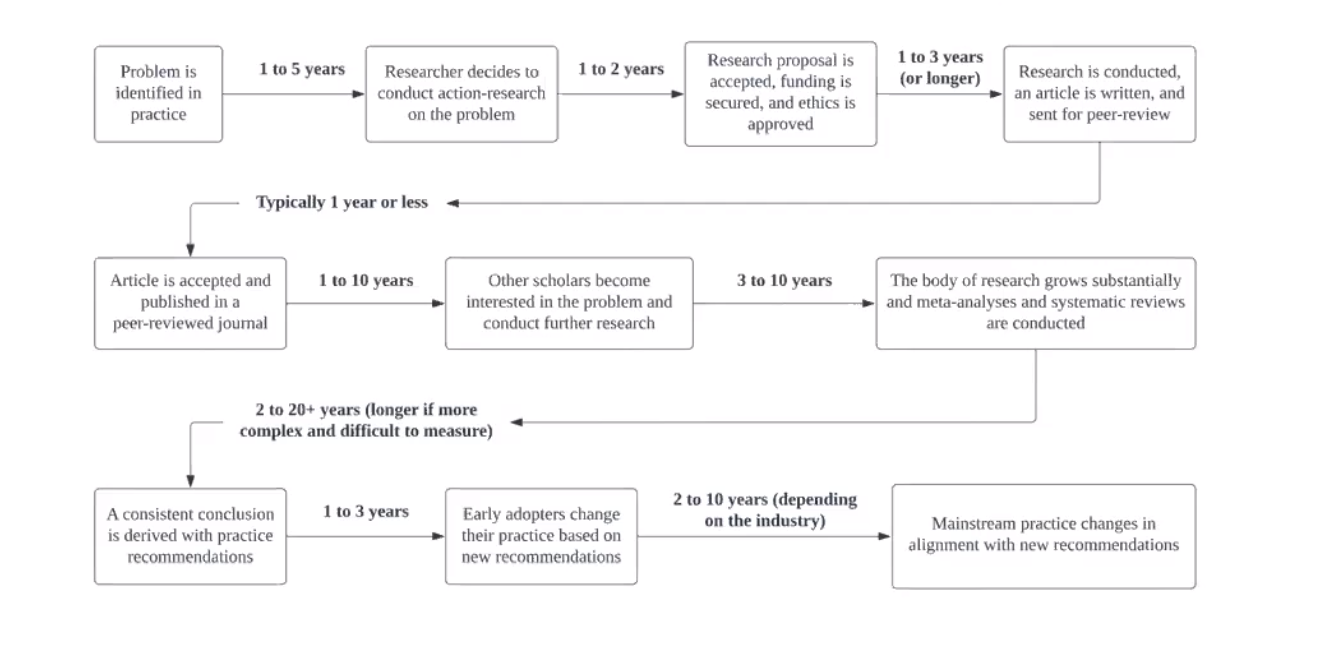 Problem is
identified in
practice
1 to 5 years
Researcher decides to
conduct action-research
on the problem
1 to 2 years
Research proposal is
accepted, funding is
secured, and ethics is
approved
1 to 3 years
(or longer)
Research is conducted,
an article is written, and
sent for peer-review
Typically 1 year or less
Article is accepted and
published in a
peer-reviewed journal
1 to 10 years
Other scholars become
interested in the problem and
conduct further research
3 to 10 years
The body of research grows substantially
and meta-analyses and systematic reviews
are conducted
2 to 20+ years (longer if more
complex and difficult to measure)
A consistent conclusion
is derived with practice
recommendations
1 to 3 years
Early adopters change
their practice based on
new recommendations
2 to 10 years (depending
on the industry)
Mainstream practice changes in
alignment with new recommendations